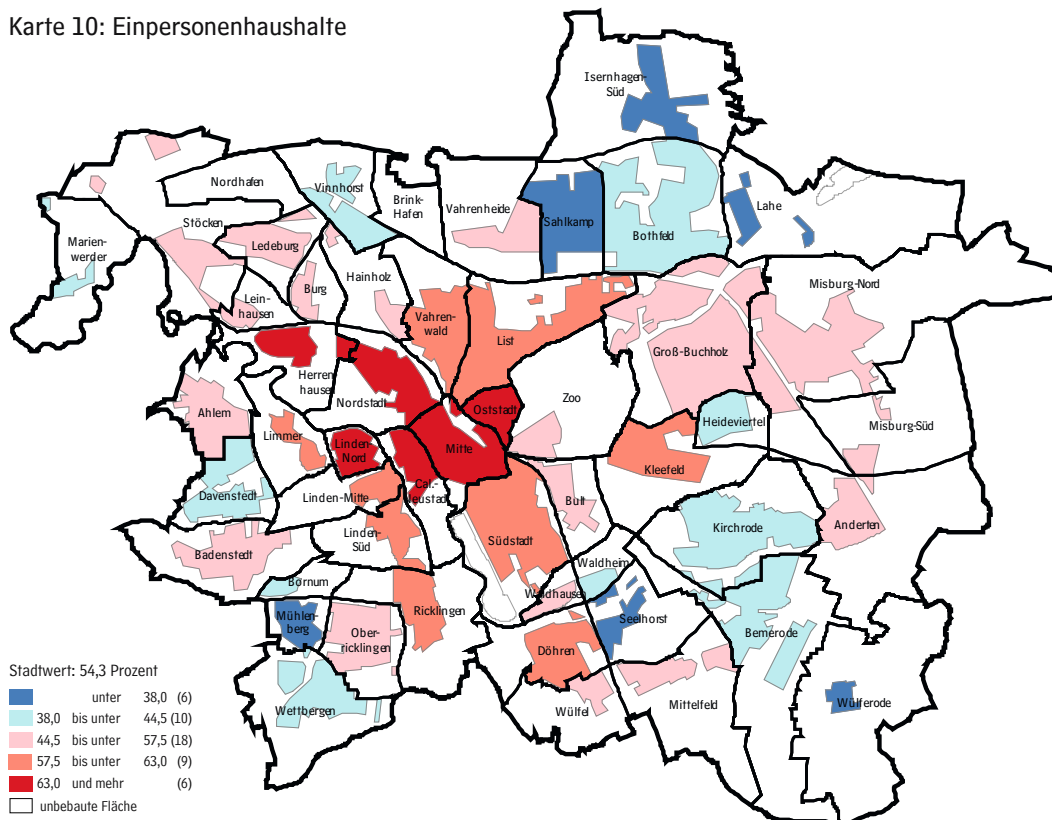 Karte 10: Einpersonenhaushalte
Isernhagen-
Süd
Nordhafen
Vinnhorst
Brink-
Hafen
Vahrenheide
Sahlkamp
Bothfeld
Lahe
Stöcken
Marien-
werder
Ledeburg
Hainholz
Burg
Lein-
hausen
Vahren-
wald
List
Misburg-Nord
Groß-Buchholz
Herren
hausen
Nordstadt
Zoo
Oststadt
Ahlem
Limmer
Linden-
Nord
Mitte
Heideviertel
Misburg-Süd
Kleefeld
Davenstedt
Linden-Mitte
Cal.-
Neustadt
Bult
Kirchrode
Anderten
Linden-
Süd
Südstadt
Badenstedt
Waldheim
Bornum
Waldhausen
Mühlen-
berg
Ober-
ricklingen
Ricklingen
Seelhorst
Bemerode
Döhren
Wettbergen
Wülfel
Mittelfeld
Wülferode
Stadtwert: 54,3 Prozent
unter 38,0 (6)
38,0 bis unter 44,5 (10)
44,5 bis unter 57,5 (18)
57,5 bis unter 63,0 (9)
63,0 und mehr (6)
unbebaute Fläche